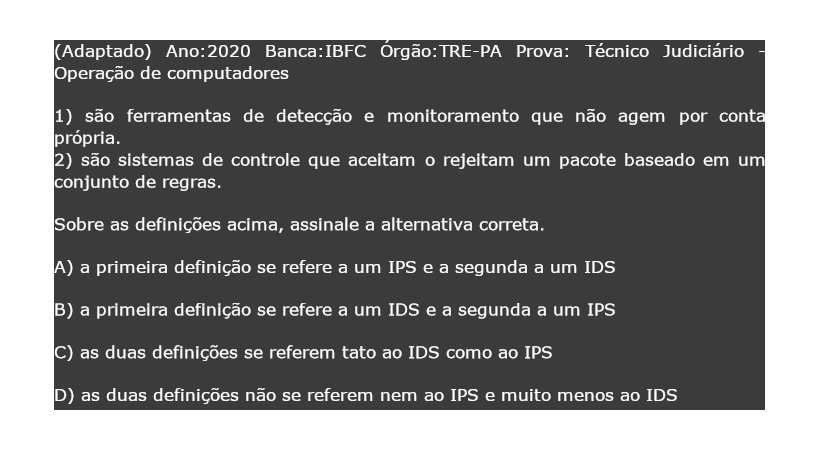 (Adaptado) Ano:2020 Banca:IBFC Órgão:TRE-PA Prova: Técnico Judiciário -
Operação de computadores
1) são ferramentas de detecção e monitoramento que não agem por conta
própria.
2) são sistemas de controle que aceitam o rejeitam um pacote baseado em um
conjunto de regras.
Sobre as definições acima, assinale a alternativa correta.
A) a primeira definição se refere a um IPS e a segunda a um IDS
B) a primeira definição se refere a um IDS e a segunda a um IPS
C) as duas definições se referem tato ao IDS como ao IPS
D) as duas definições não se referem nem ao IPS e muito menos ao IDS